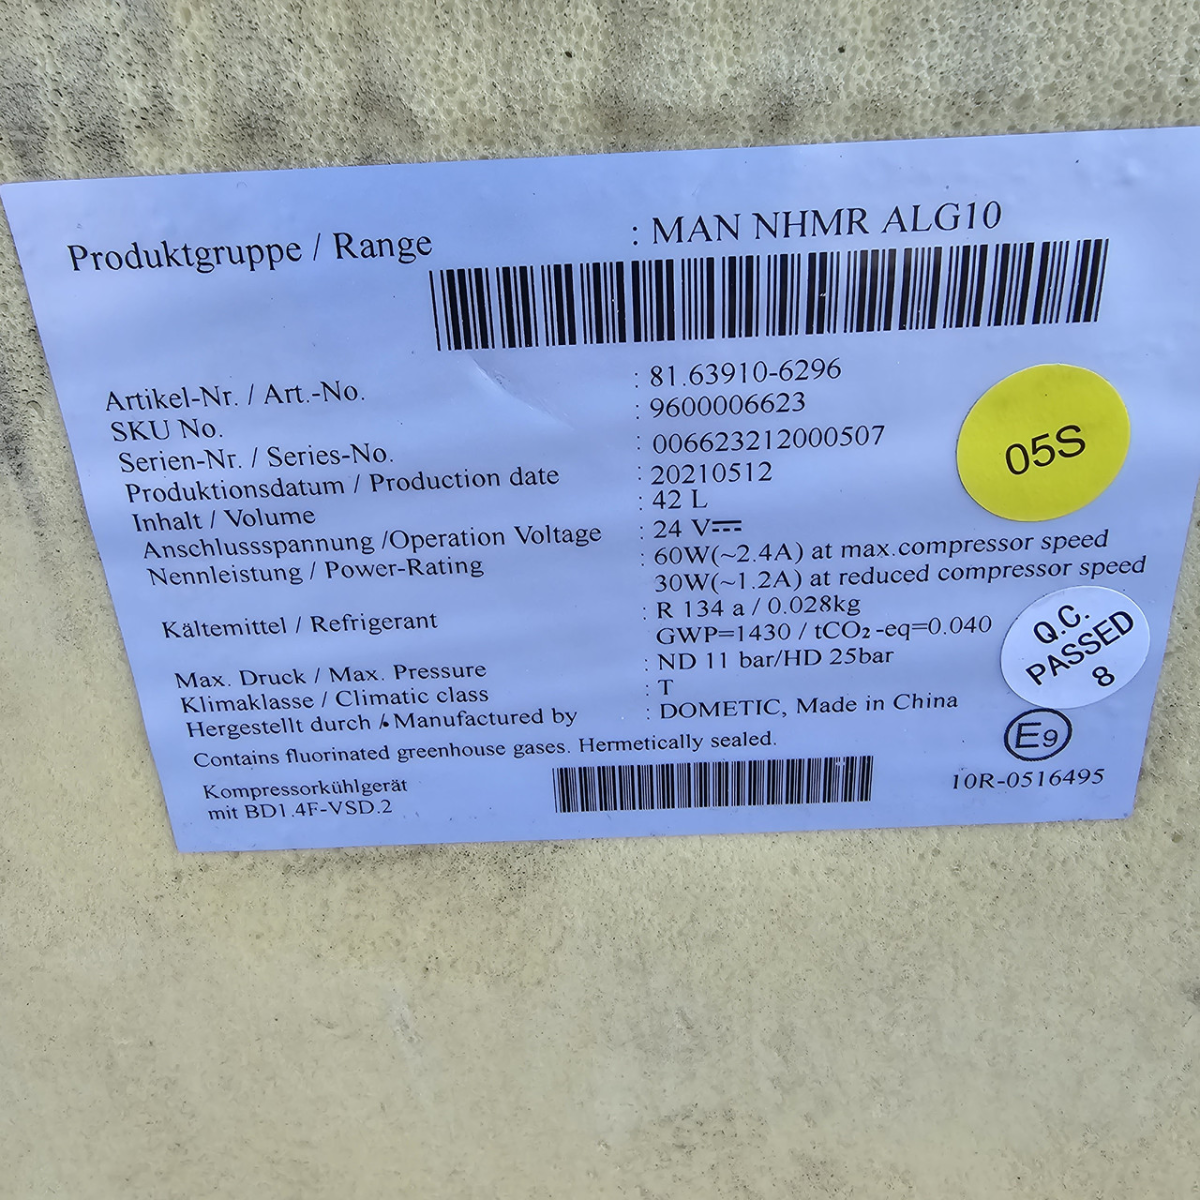 Produktgruppe / Range : MAN NHMR ALG10
Artikel-Nr. / Art.-No. : 81.63910-6296
SKU No. : 9600006623
Serien-Nr. / Series-No. : 006623212000507
Produktionsdatum / Production date : 20210512
Inhalt / Volume : 42 L
Anschlussspannung /Operation Voltage : 24 V⎓
Nennleistung / Power-Rating : 60W(~2.4A) at max.compressor speed
30W(~1.2A) at reduced compressor speed
Kältemittel / Refrigerant : R 134 a / 0.028kg
GWP=1430 / tCO₂-eq=0.040
Max. Druck / Max. Pressure : ND 11 bar/HD 25bar
Klimaklasse / Climatic class : T
Hergestellt durch / Manufactured by : DOMETIC, Made in China
Contains fluorinated greenhouse gases. Hermetically sealed.
Kompressorkühlgerät
mit BD1.4F-VSD.2
05S
Q.C.
PASSED
8
E9
10R-0516495